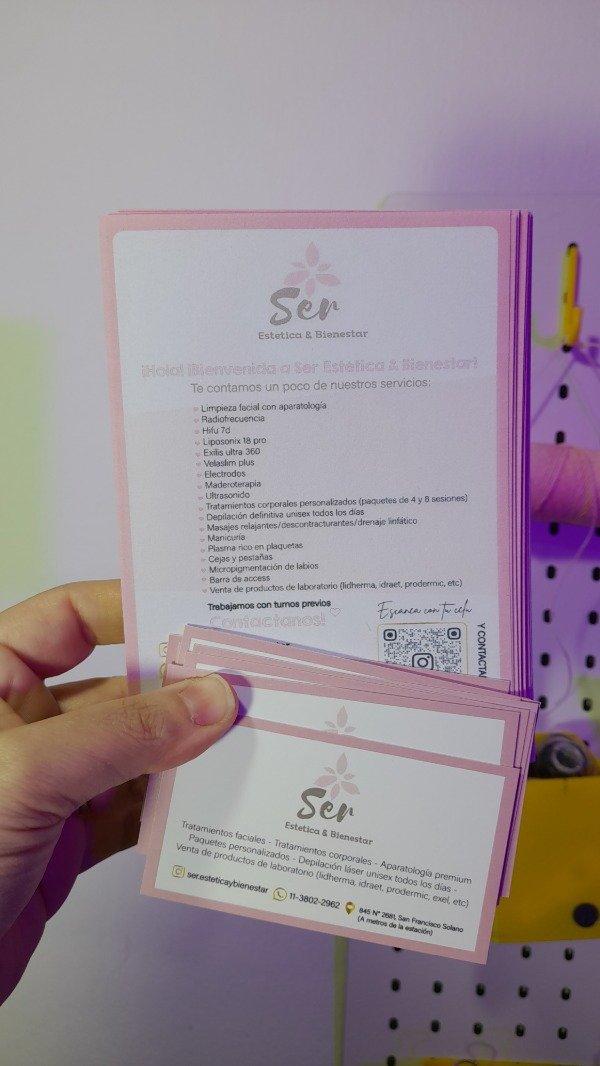 Ser
Estetica & Bienestar
¡Hola! ¡Bienvenida a Ser Estética & Bienestar!
Te contamos un poco de nuestros servicios:
Limpieza facial con aparatología
Radiofrecuencia
Hifu 7d
Liposonix 18 pro
Exilis ultra 360
Velaslim plus
Electrodos
Maderoterapia
Ultrasonido
Tratamientos corporales personalizados (paquetes de 4 y 8 sesiones)
Depilación definitiva unisex todos los días
Masajes relajantes/descontracturantes/drenaje linfático
Manicuria
Plasma rico en plaquetas
Cejas y pestañas
Micropigmentación de labios
Barra de access
Venta de productos de laboratorio (lidherma, idraet, prodermic, etc)
Trabajamos con turnos previos
Contactanos!
Escanea con tu celu
Y CONTACTA
Ser
Estetica & Bienestar
Tratamientos faciales - Tratamientos corporales - Aparatología premium
Paquetes personalizados - Depilación láser unisex todos los días -
Venta de productos de laboratorio (lidherma, idraet, prodermic, exel, etc)
ser.esteticaybienestar
11-3802-2962
845 N° 2681, San Francisco Solano
(A metros de la estación)